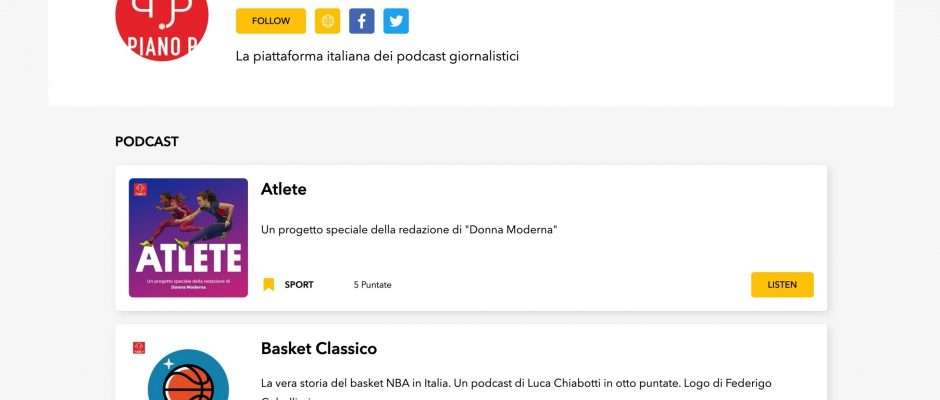 PIANO P
FOLLOW
La piattaforma italiana dei podcast giornalistici
PODCAST
Atlete
Un progetto speciale della redazione di "Donna Moderna"
ATLETE
Un progetto speciale della redazione di
Donna Moderna
SPORT
5 Puntate
LISTEN
Basket Classico
La vera storia del basket NBA in Italia. Un podcast di Luca Chiabotti in otto puntate. Logo di Federigo